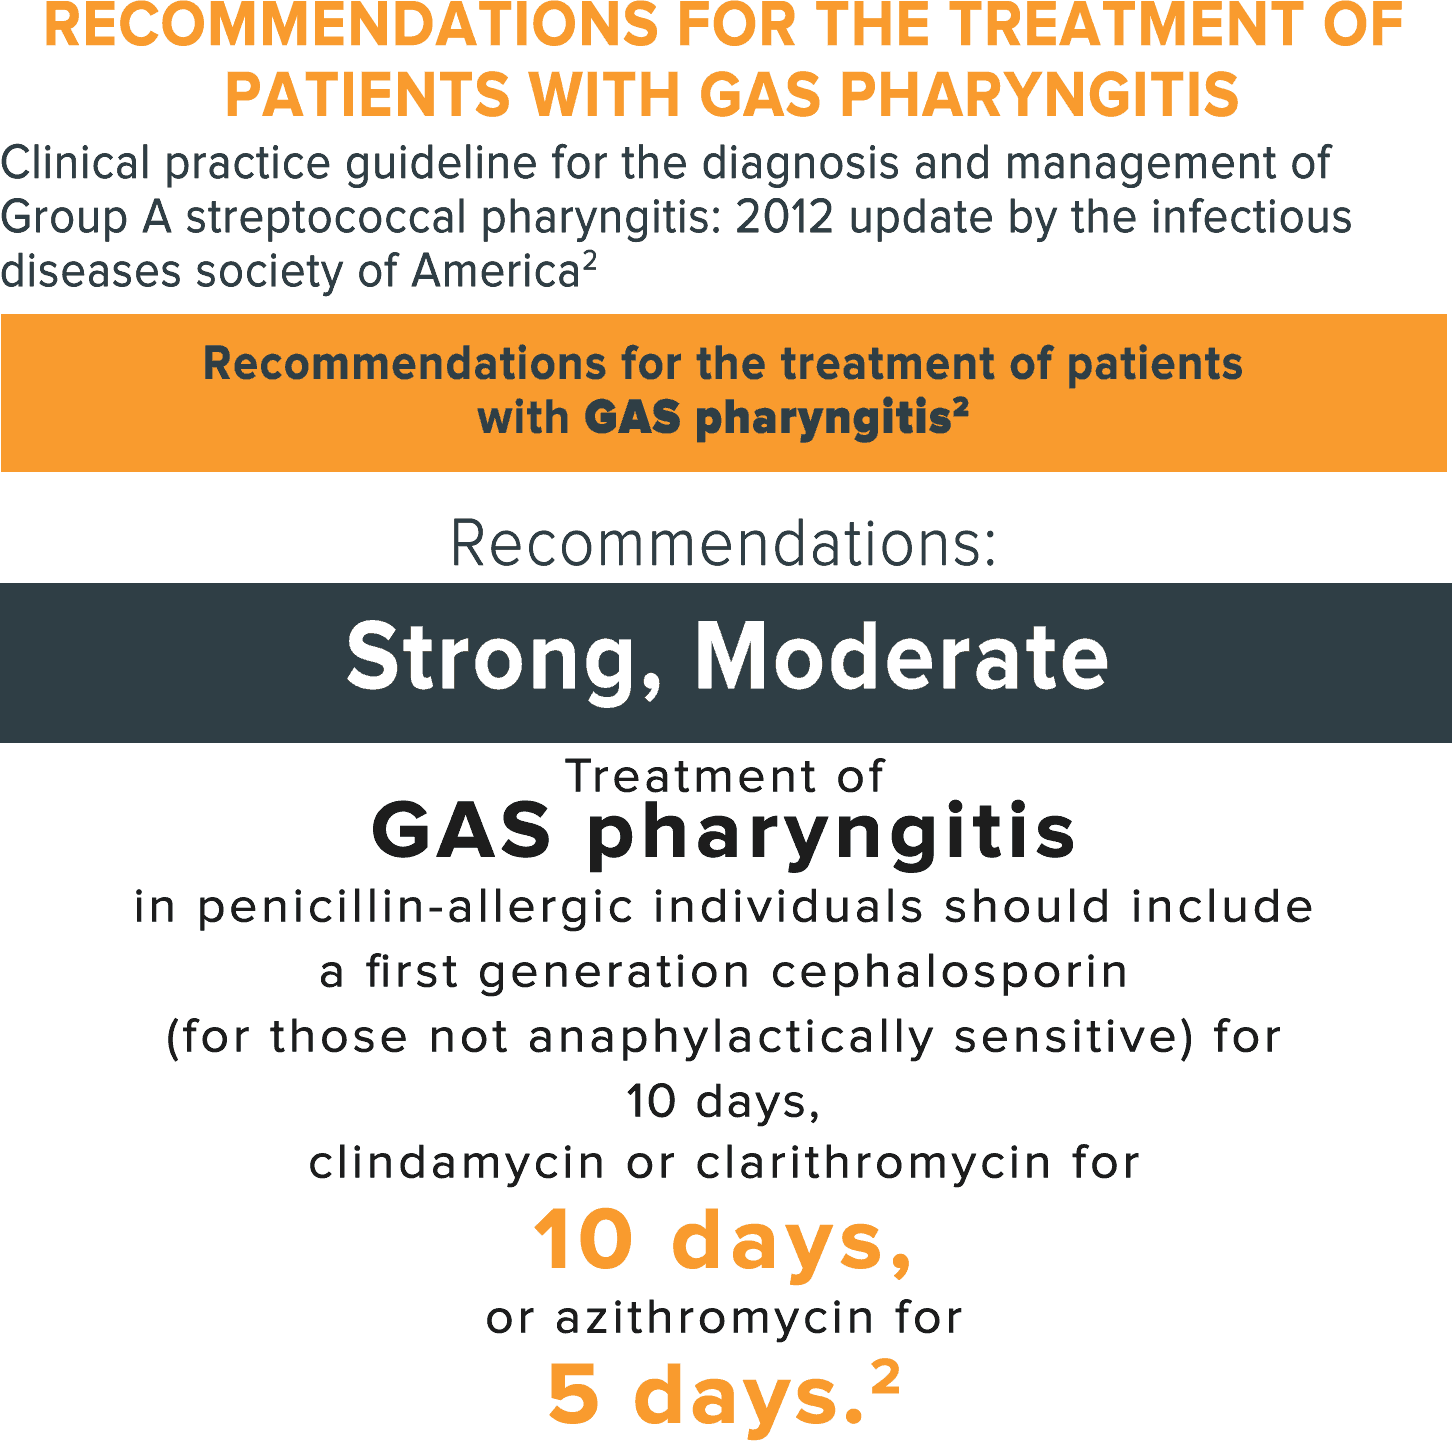 RECOMMENDATIONS FOR THE TREATMENT OF
PATIENTS WITH GAS PHARYNGITIS
Clinical practice guideline for the diagnosis and management of
Group A streptococcal pharyngitis: 2012 update by the infectious
diseases society of America²
Recommendations for the treatment of patients
with GAS pharyngitis²
Recommendations:
Strong, Moderate
Treatment of
GAS pharyngitis
in penicillin-allergic individuals should include
a first generation cephalosporin
(for those not anaphylactically sensitive) for
10 days,
clindamycin or clarithromycin for
10 days,
or azithromycin for
5 days.²